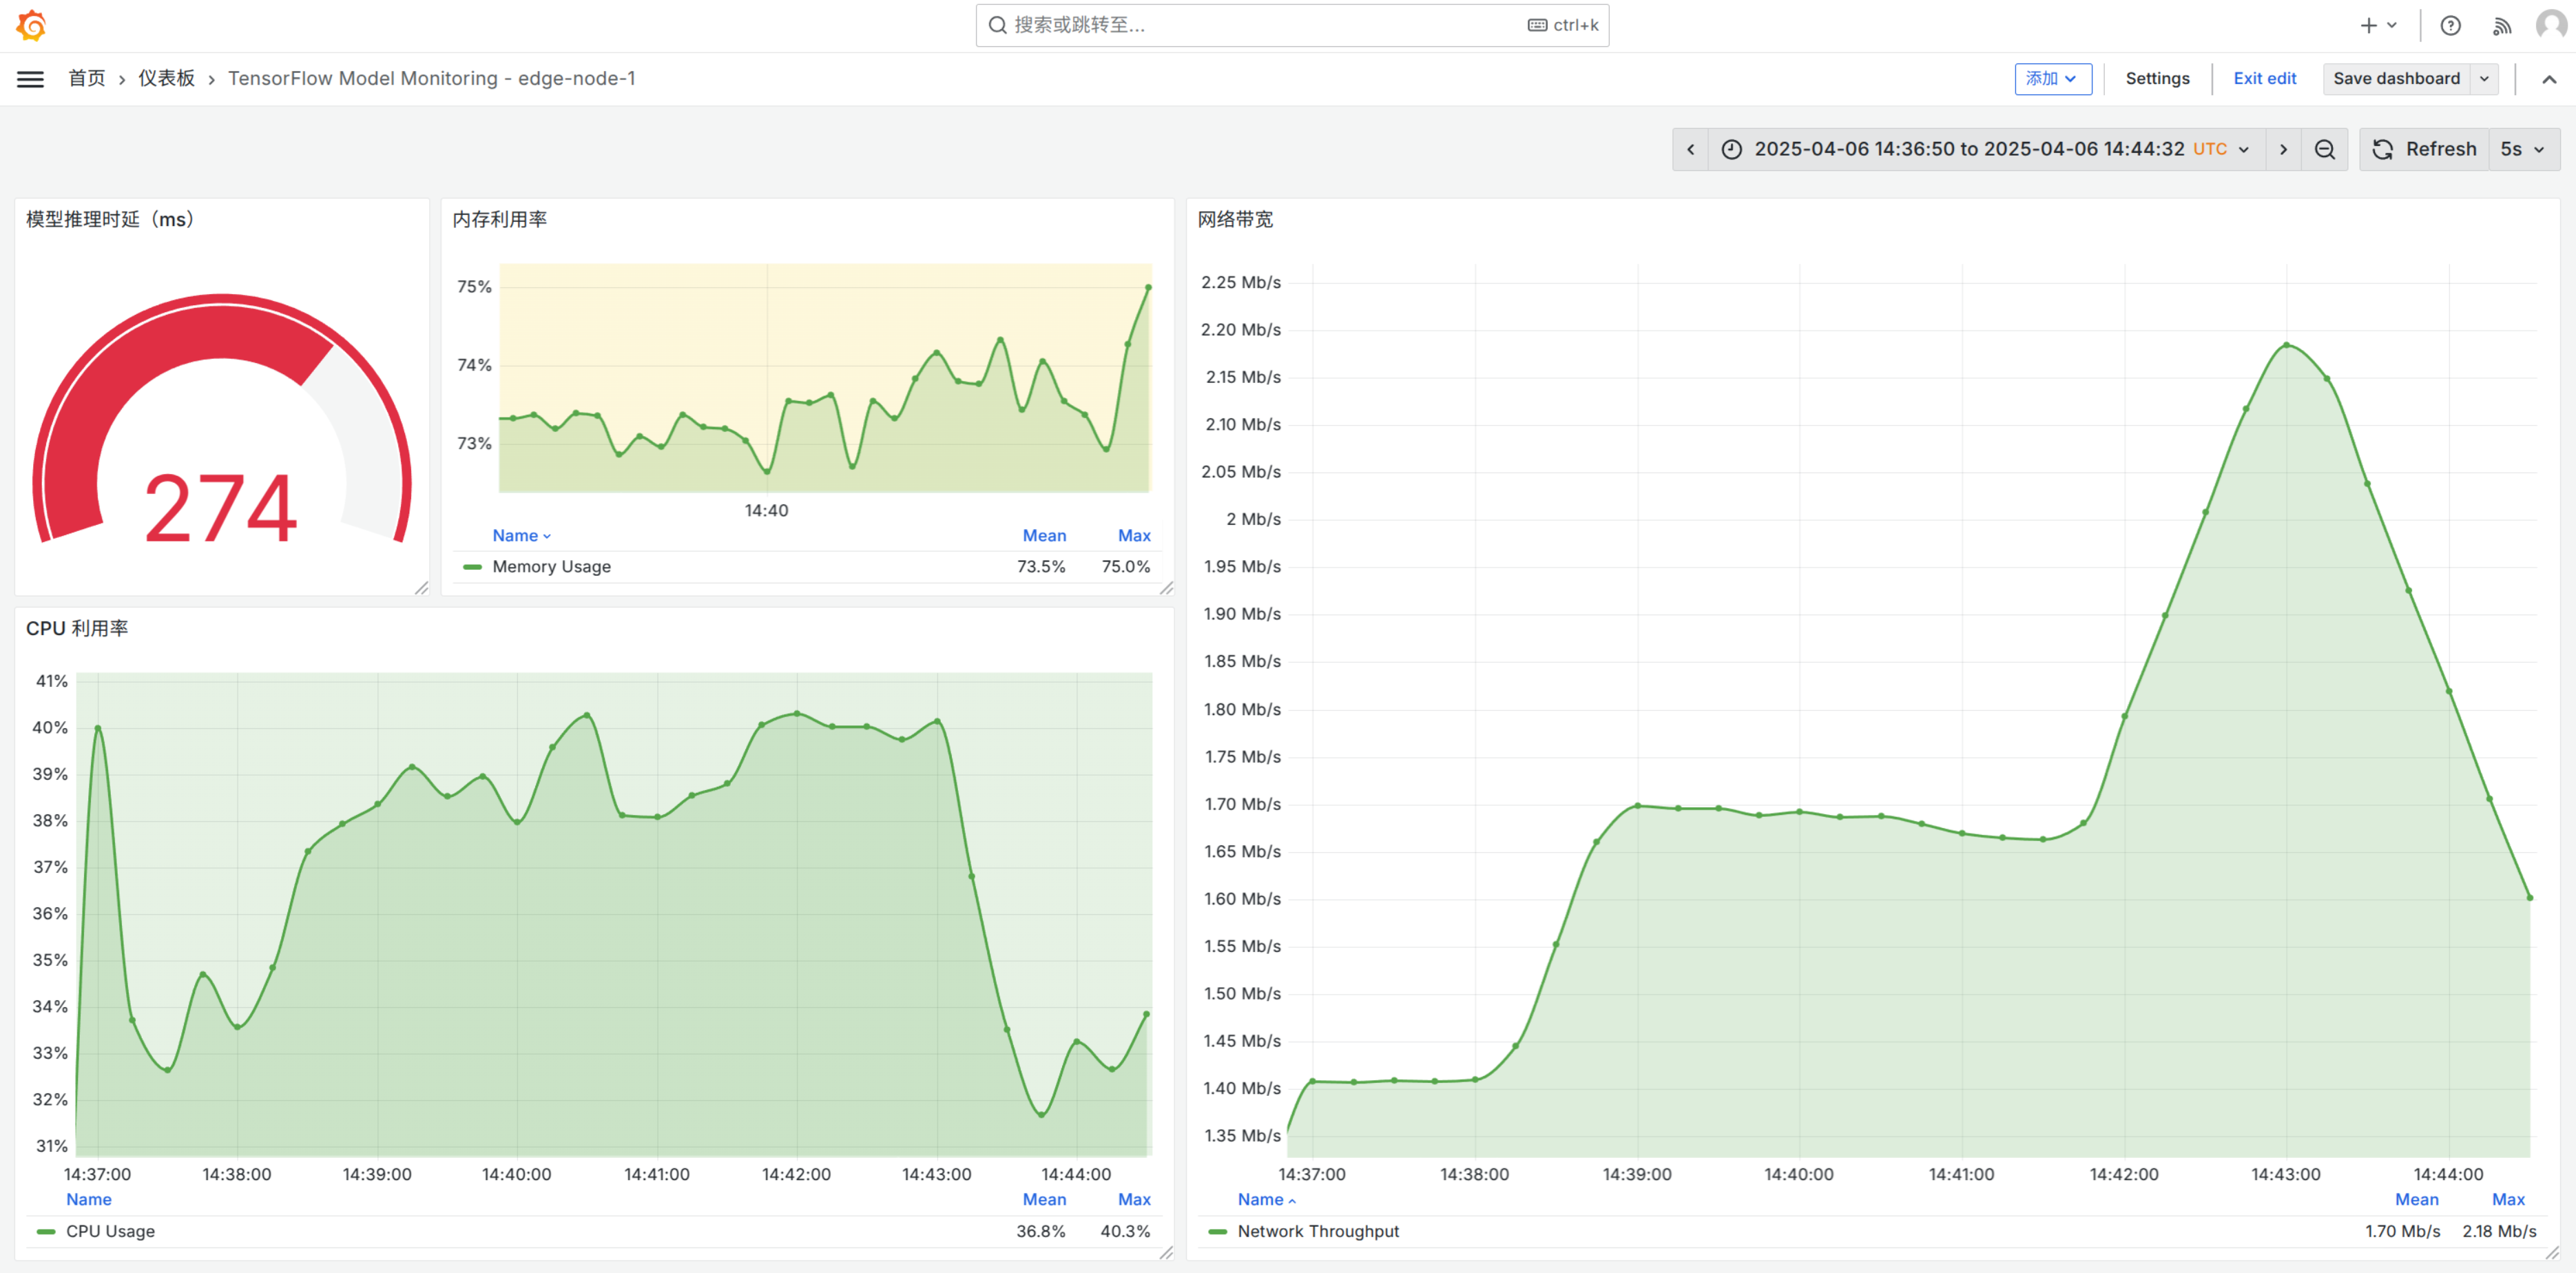 搜索或跳转至... ctrl+k
首页 › 仪表板 › TensorFlow Model Monitoring - edge-node-1
添加 Settings Exit edit Save dashboard
2025-04-06 14:36:50 to 2025-04-06 14:44:32 UTC Refresh 5s
模型推理时延（ms）
274
内存利用率
75%
74%
73%
14:40
Name Mean Max
Memory Usage 73.5% 75.0%
CPU 利用率
41%
40%
39%
38%
37%
36%
35%
34%
33%
32%
31%
14:37:00 14:38:00 14:39:00 14:40:00 14:41:00 14:42:00 14:43:00 14:44:00
Name Mean Max
CPU Usage 36.8% 40.3%
网络带宽
2.25 Mb/s
2.20 Mb/s
2.15 Mb/s
2.10 Mb/s
2.05 Mb/s
2 Mb/s
1.95 Mb/s
1.90 Mb/s
1.85 Mb/s
1.80 Mb/s
1.75 Mb/s
1.70 Mb/s
1.65 Mb/s
1.60 Mb/s
1.55 Mb/s
1.50 Mb/s
1.45 Mb/s
1.40 Mb/s
1.35 Mb/s
14:37:00 14:38:00 14:39:00 14:40:00 14:41:00 14:42:00 14:43:00 14:44:00
Name Mean Max
Network Throughput 1.70 Mb/s 2.18 Mb/s